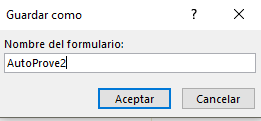 Guardar como
? ×
Nombre del formulario:
AutoProve2
Aceptar Cancelar